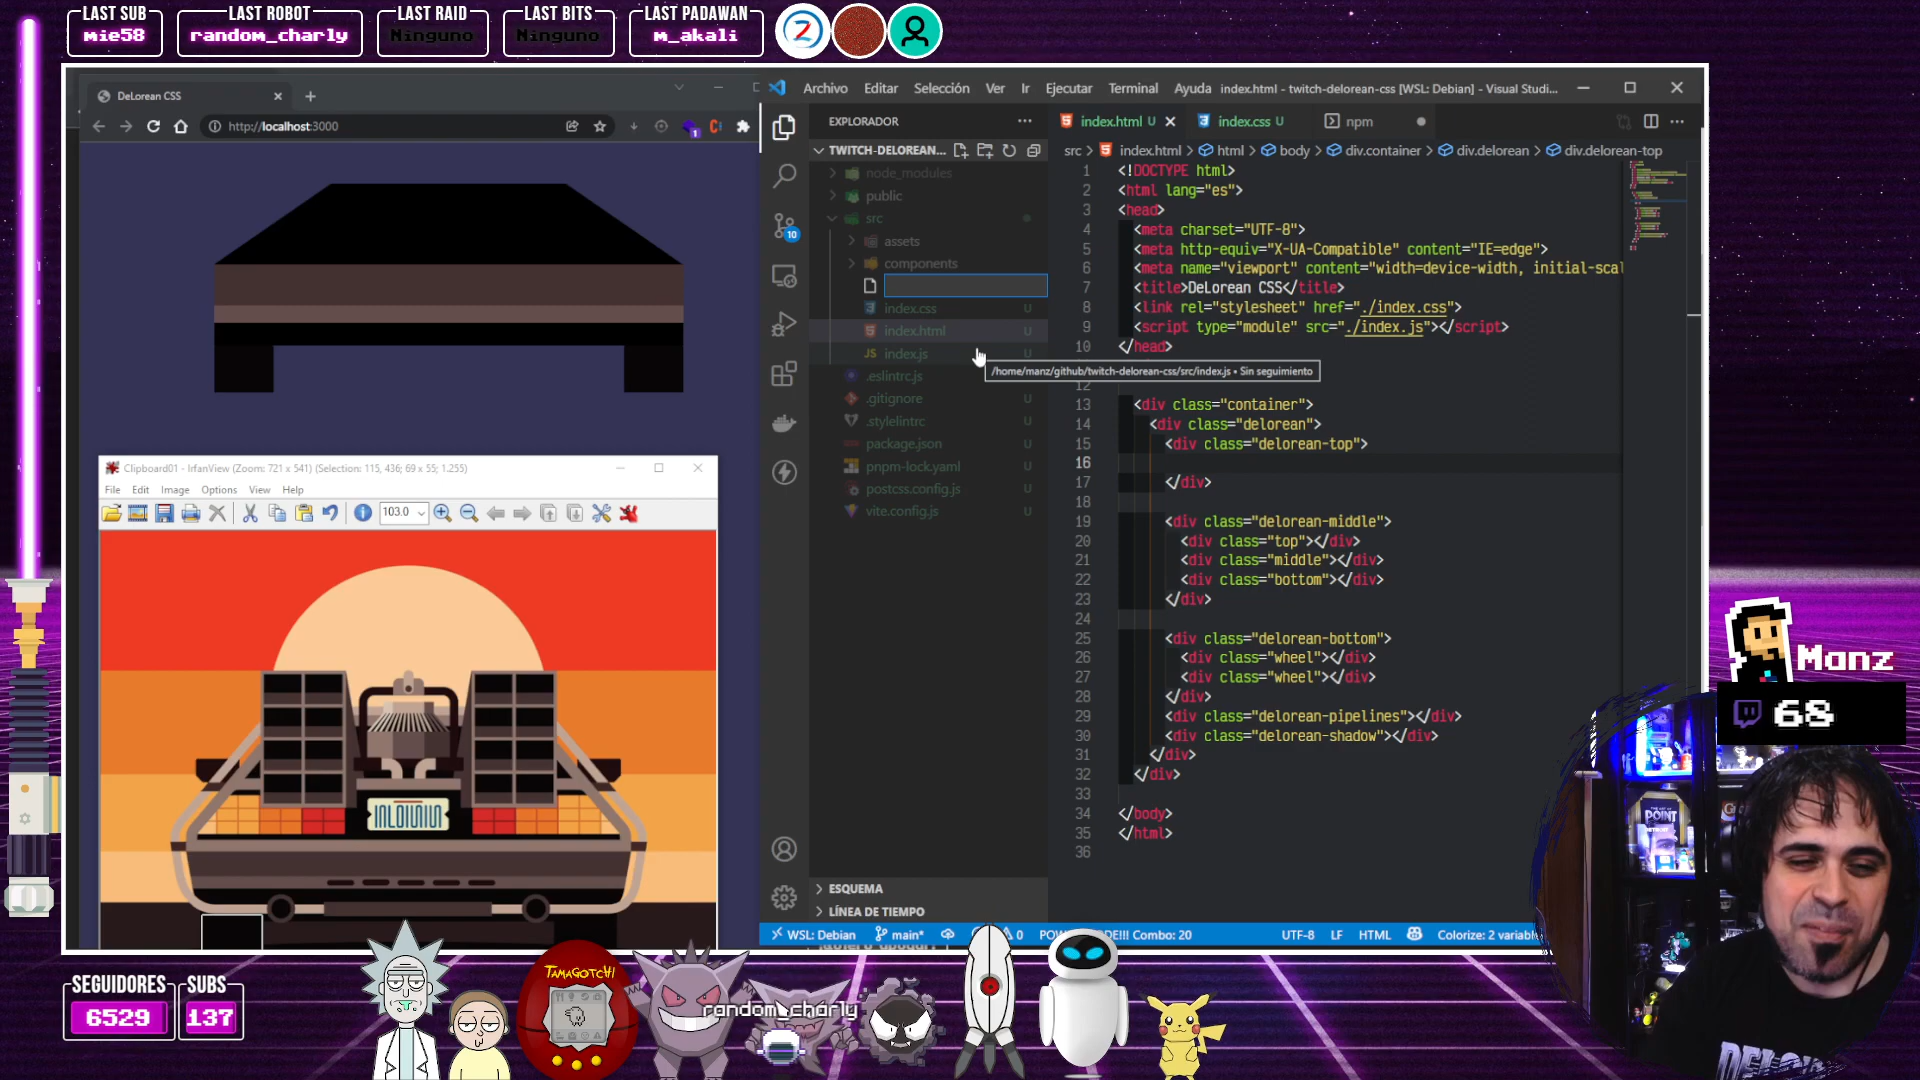 LAST SUB
mie58
LAST ROBOT
random_charly
LAST RAID
Ninguno
LAST BITS
Ninguno
LAST PADAWAN
m_akali
DeLorean CSS
http://localhost:3000
Clipboard01 - IrfanView (Zoom: 721 x 541) (Selection: 115, 436; 69 x 55; 1.255)
File Edit Image Options View Help
103.0
Archivo Editar Selección Ver Ir Ejecutar Terminal Ayuda index.html - twitch-delorean-css [WSL: Debian] - Visual Studi...
EXPLORADOR
TWITCH-DELOREAN...
node_modules
public
src
assets
components
index.css U
index.html U
JS index.js U
.eslintrc.js U
.gitignore U
.stylelintrc U
package.json U
pnpm-lock.yaml U
postcss.config.js U
vite.config.js U
10
ESQUEMA
LÍNEA DE TIEMPO
index.html U
index.css U
npm
src > index.html > html > body > div.container > div.delorean > div.delorean-top
1 <!DOCTYPE html>
2 <html lang="es">
3 <head>
4 <meta charset="UTF-8">
5 <meta http-equiv="X-UA-Compatible" content="IE=edge">
6 <meta name="viewport" content="width=device-width, initial-scal
7 <title>DeLorean CSS</title>
8 <link rel="stylesheet" href="./index.css">
9 <script type="module" src="./index.js"></script>
10 </head>
/home/manz/github/twitch-delorean-css/src/index.js • Sin seguimiento
12
13 <div class="container">
14 <div class="delorean">
15 <div class="delorean-top">
16
17 </div>
18
19 <div class="delorean-middle">
20 <div class="top"></div>
21 <div class="middle"></div>
22 <div class="bottom"></div>
23 </div>
24
25 <div class="delorean-bottom">
26 <div class="wheel"></div>
27 <div class="wheel"></div>
28 </div>
29 <div class="delorean-pipelines"></div>
30 <div class="delorean-shadow"></div>
31 </div>
32 </div>
33
34 </body>
35 </html>
36
WSL: Debian
main*
0
Combo: 20
UTF-8
LF
HTML
Colorize: 2 variabl
Manz
68
SEGUIDORES
6529
SUBS
137
TAMAGOTCHI
random_charly